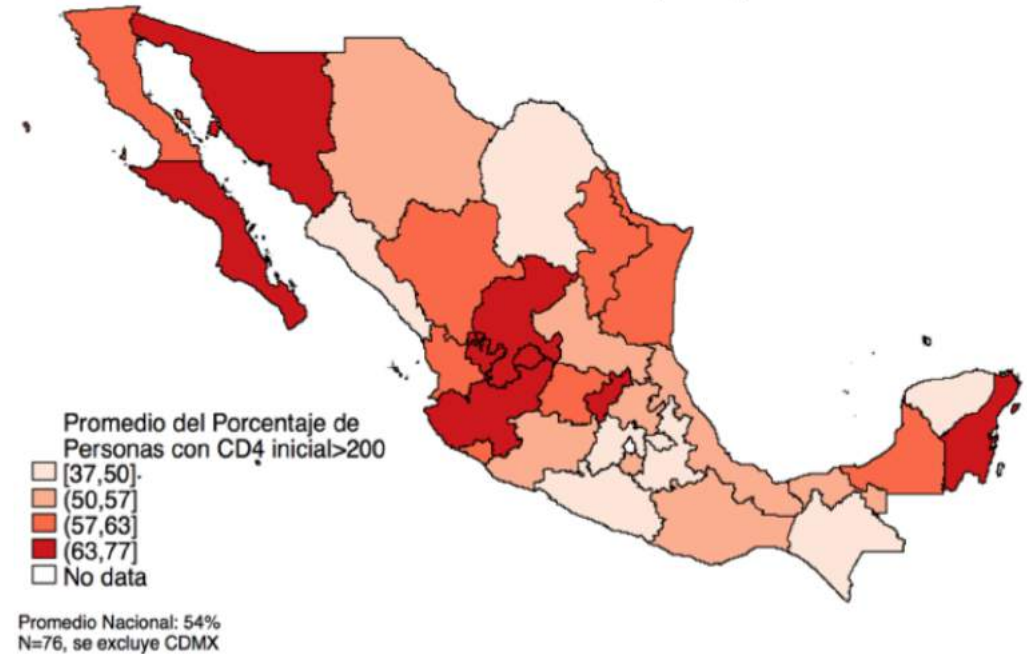 Promedio del Porcentaje de
Personas con CD4 inicial>200
[37,50]
(50,57]
(57,63]
(63,77]
No data
Promedio Nacional: 54%
N=76, se excluye CDMX